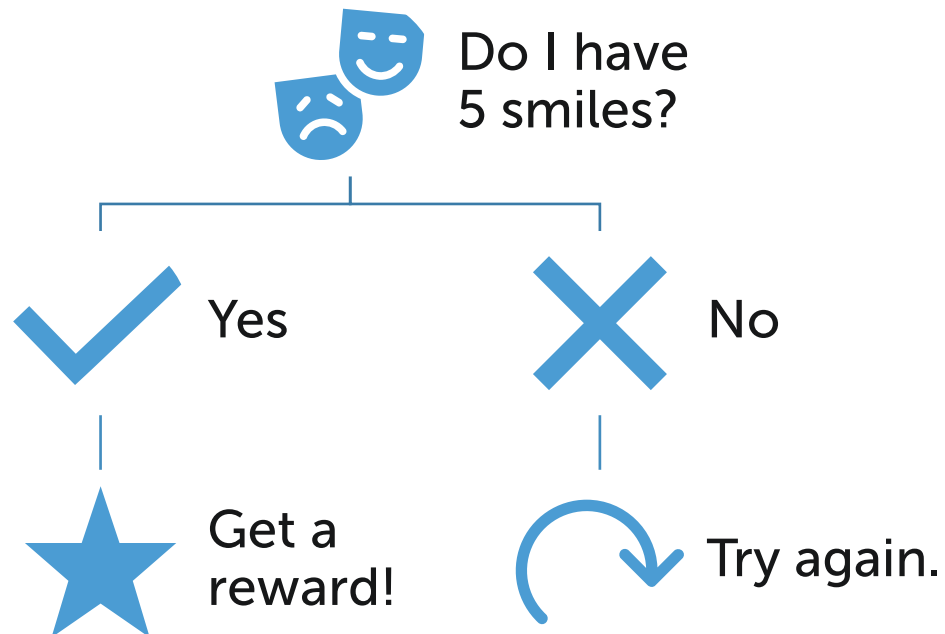 Do I have
5 smiles?
Yes
No
Get a
reward!
Try again.